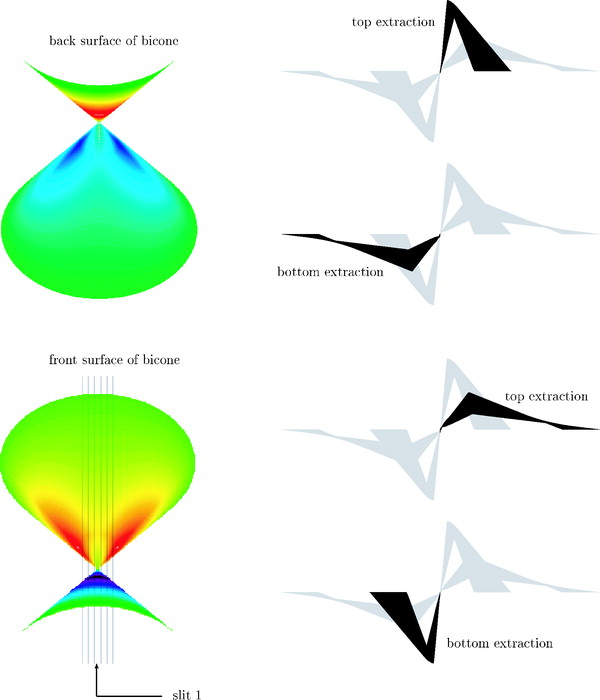 top extraction
back surface of bicone
bottom extraction
front surface of bicone
top extraction
bottom extraction
slit 1